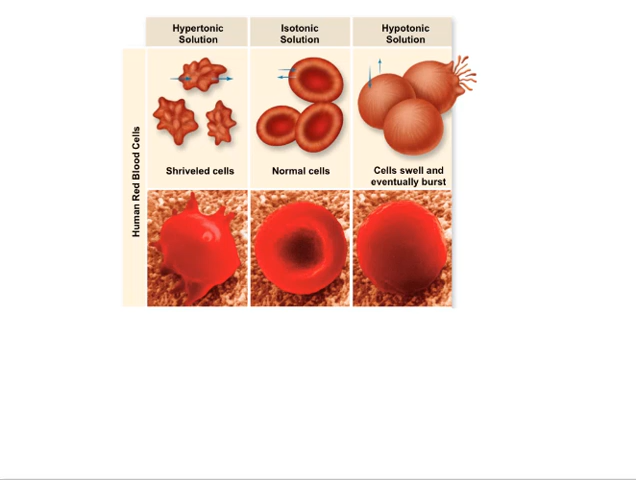 Hypertonic
Solution
Isotonic
Solution
Hypotonic
Solution
Human Red Blood Cells
Shriveled cells
Normal cells
Cells swell and
eventually burst